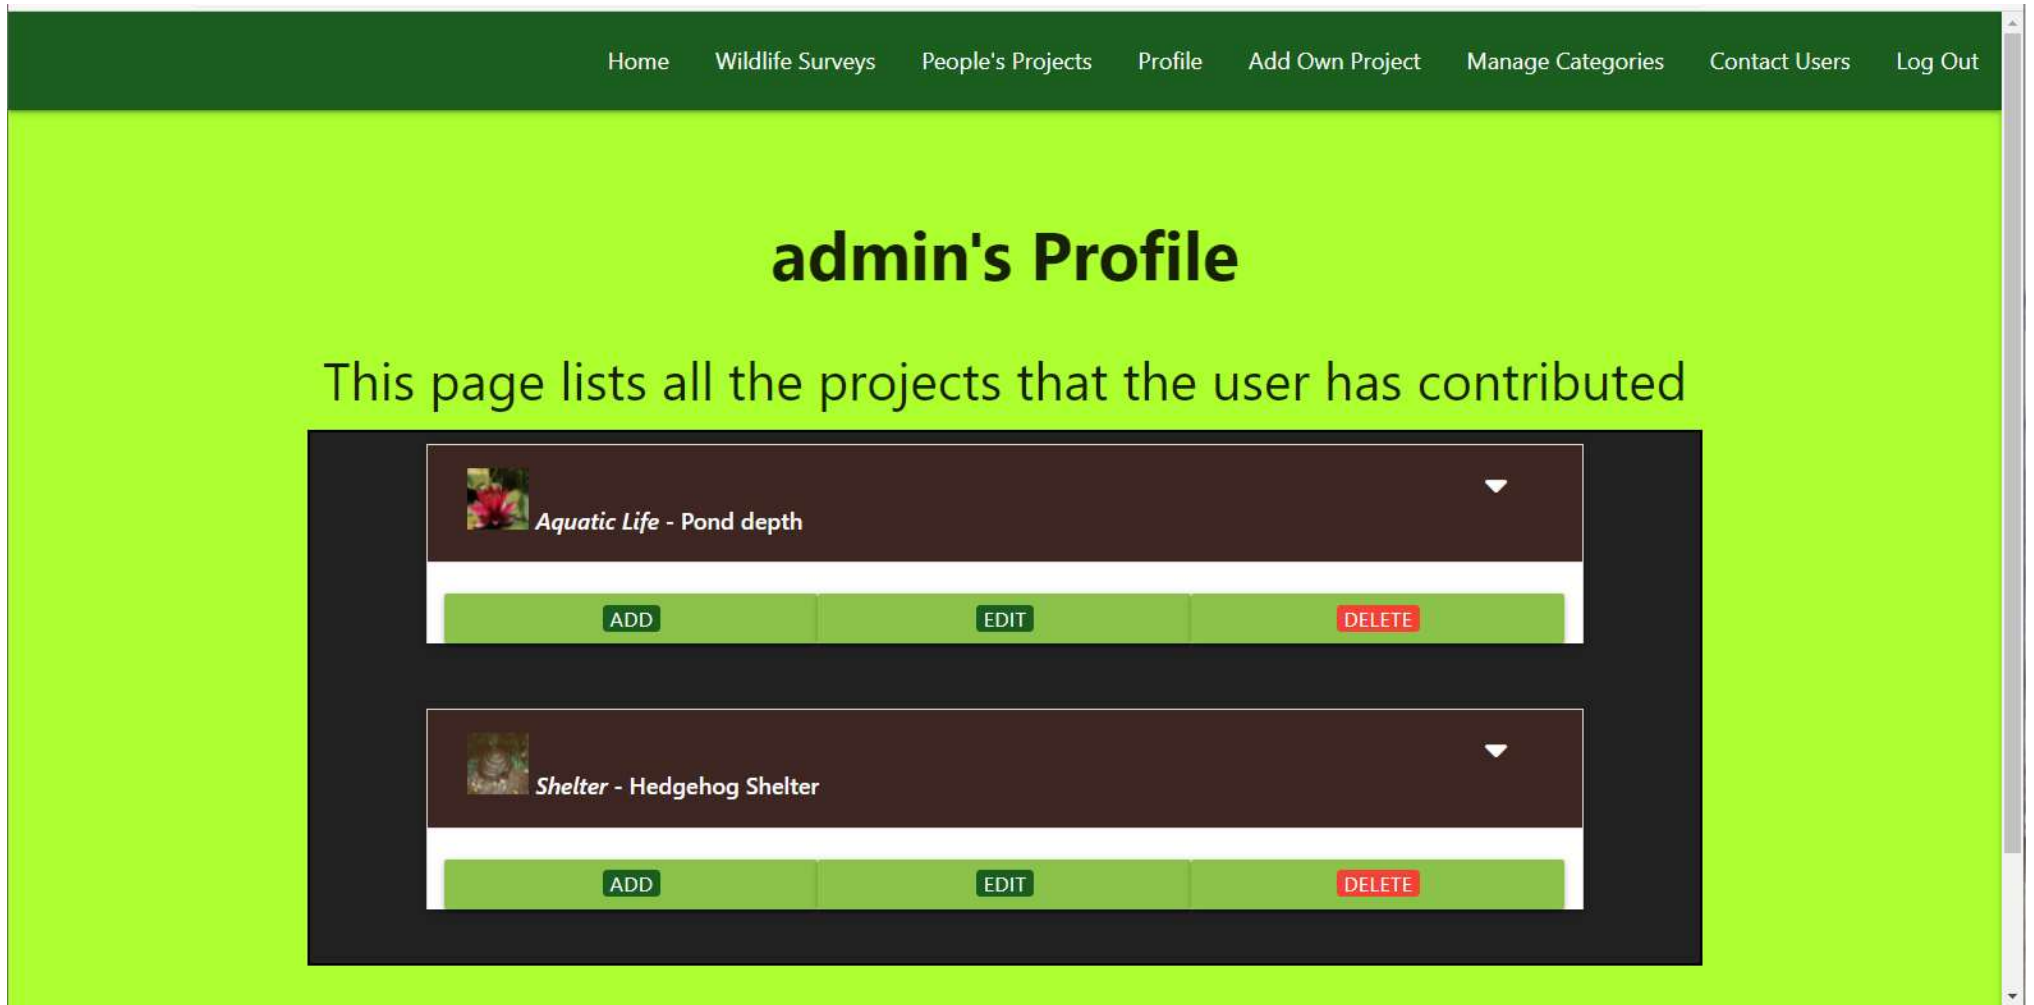 Home Wildlife Surveys People's Projects Profile Add Own Project Manage Categories Contact Users Log Out
admin's Profile
This page lists all the projects that the user has contributed
Aquatic Life - Pond depth
ADD EDIT DELETE
Shelter - Hedgehog Shelter
ADD EDIT DELETE